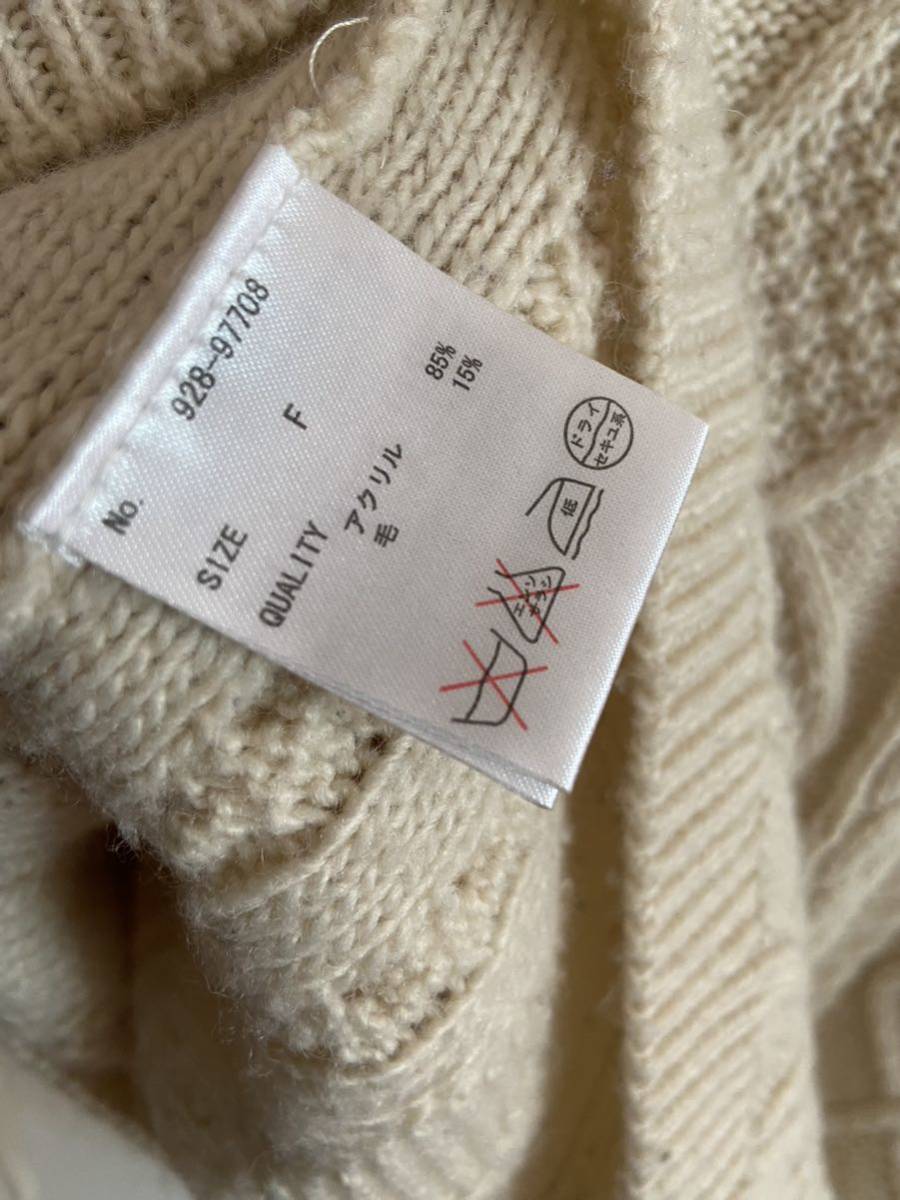 No. 928-97708
SIZE F
QUALITY
アクリル 85%
毛 15%
エンソ サラシ 低 ドライ セキユ系